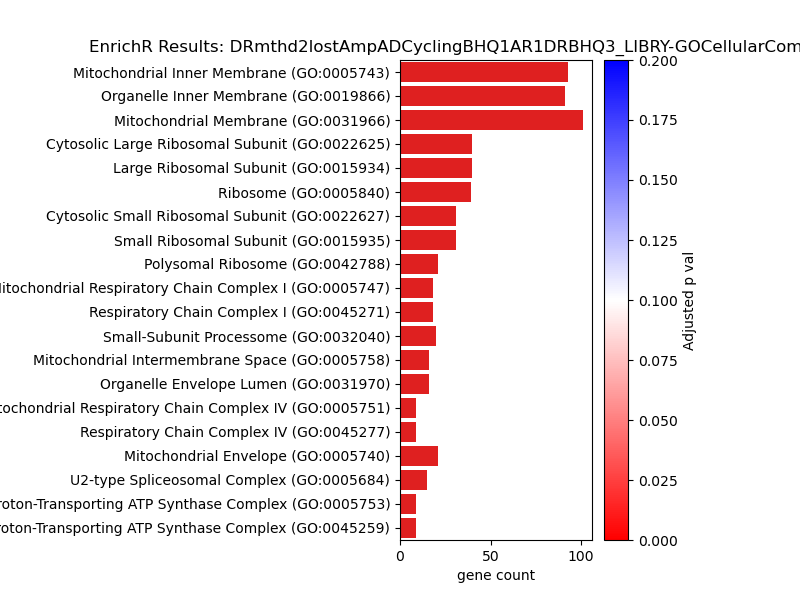 EnrichR Results: DRmthd2lostAmpADCyclingBHQ1AR1DRBHQ3_LIBRY-GOCellularCom
Mitochondrial Inner Membrane (GO:0005743)
Organelle Inner Membrane (GO:0019866)
Mitochondrial Membrane (GO:0031966)
Cytosolic Large Ribosomal Subunit (GO:0022625)
Large Ribosomal Subunit (GO:0015934)
Ribosome (GO:0005840)
Cytosolic Small Ribosomal Subunit (GO:0022627)
Small Ribosomal Subunit (GO:0015935)
Polysomal Ribosome (GO:0042788)
itochondrial Respiratory Chain Complex I (GO:0005747)
Respiratory Chain Complex I (GO:0045271)
Small-Subunit Processome (GO:0032040)
Mitochondrial Intermembrane Space (GO:0005758)
Organelle Envelope Lumen (GO:0031970)
tochondrial Respiratory Chain Complex IV (GO:0005751)
Respiratory Chain Complex IV (GO:0045277)
Mitochondrial Envelope (GO:0005740)
U2-type Spliceosomal Complex (GO:0005684)
roton-Transporting ATP Synthase Complex (GO:0005753)
roton-Transporting ATP Synthase Complex (GO:0045259)
0 50 100
gene count
0.200
0.175
0.150
0.125
0.100
0.075
0.050
0.025
0.000
Adjusted p val